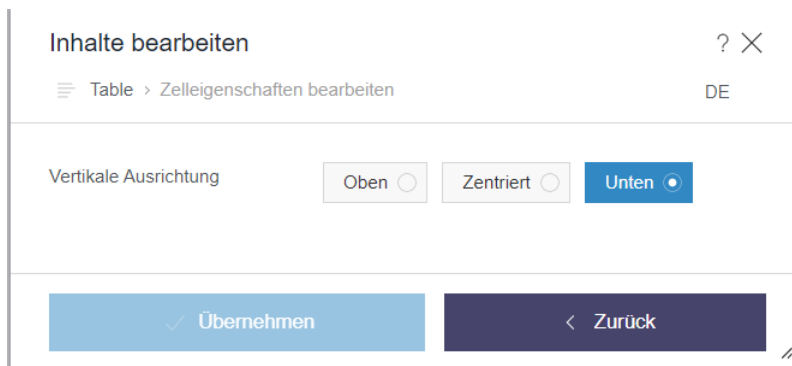 Inhalte bearbeiten ?
Table > Zelleigenschaften bearbeiten DE
Vertikale Ausrichtung Oben Zentriert Unten
Übernehmen < Zurück